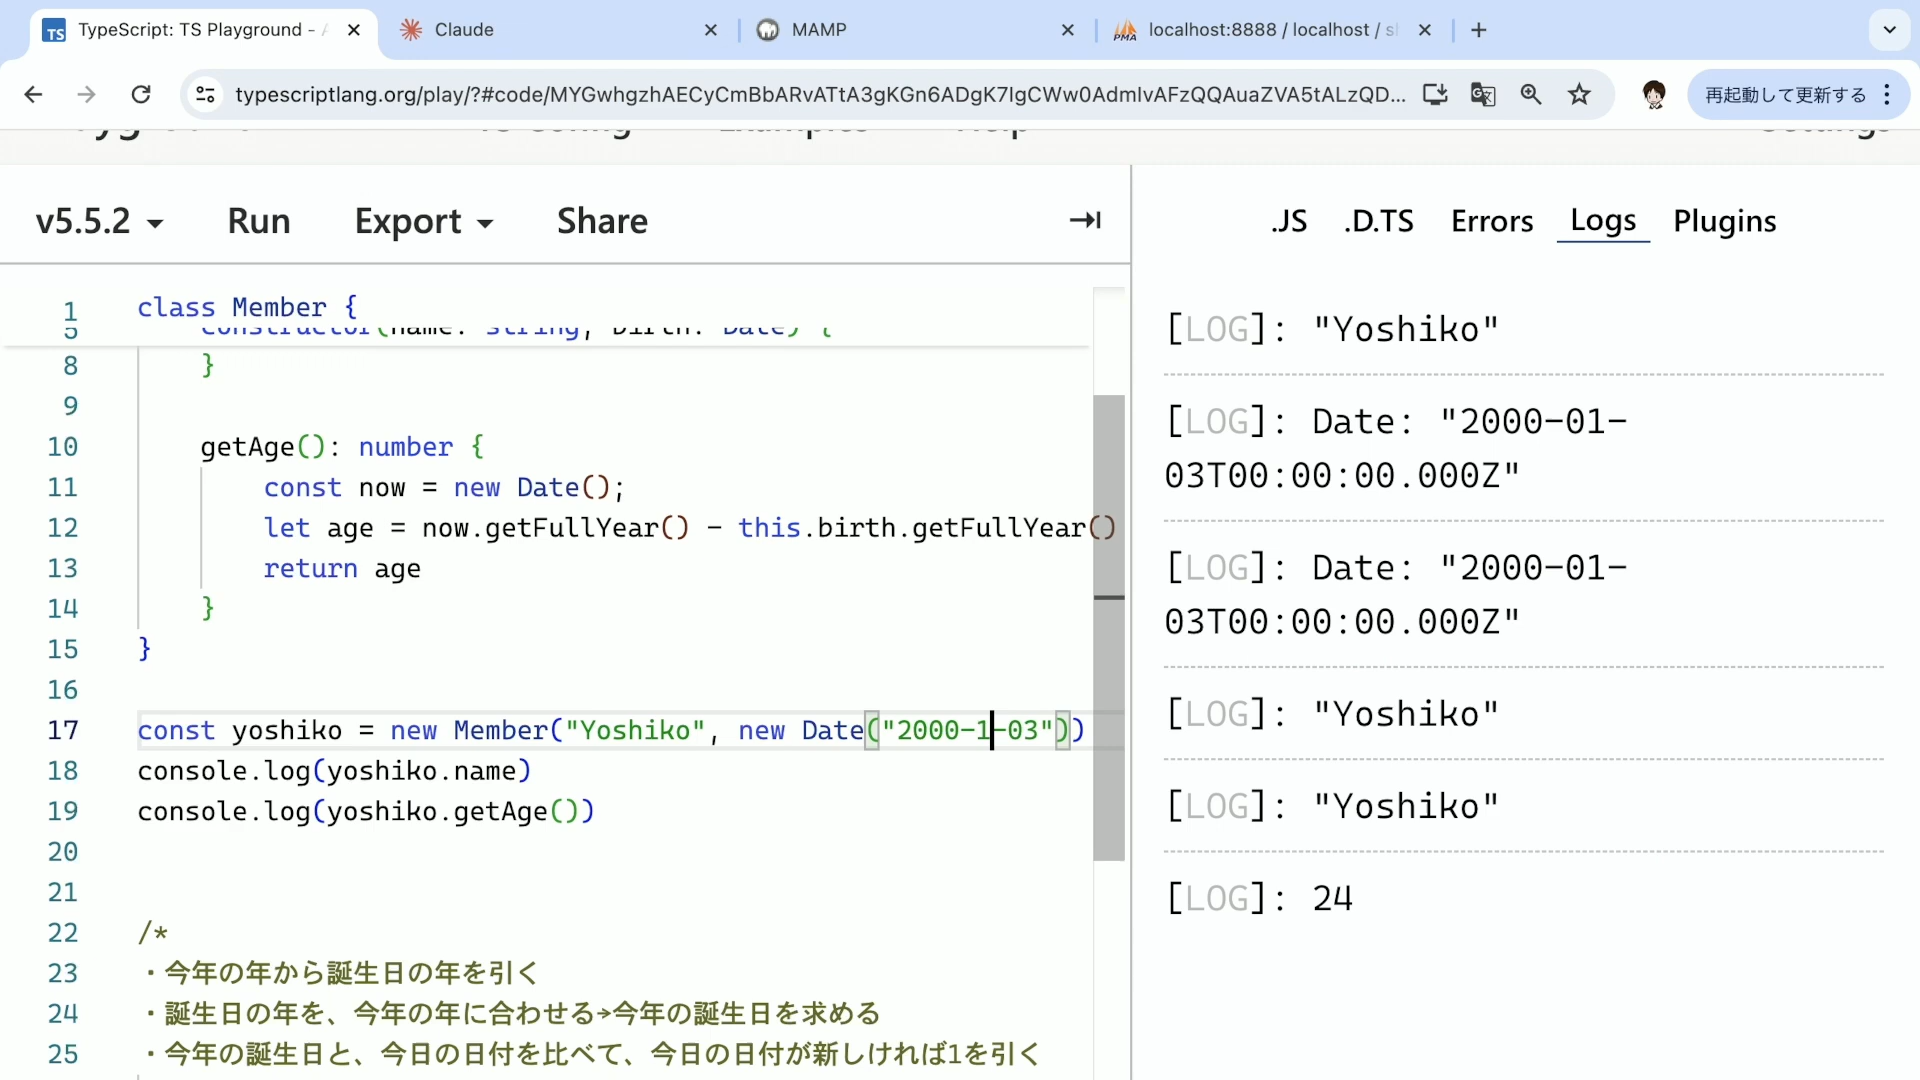 TypeScript: TS Playground -
Claude
MAMP
PMA
localhost:8888 / localhost /
typescriptlang.org/play/?#code/MYGwhgzhAECyCmBbARvATtA3gKGn6ADgK7IgCWw0AdmIvAFzQQAuaZVA5tALzQD...
再起動して更新する
v5.5.2
Run
Export
Share
.JS
.D.TS
Errors
Logs
Plugins
1 class Member {
5 constructor(name: string, birth: Date) {
8 }
9
10 getAge(): number {
11 const now = new Date();
12 let age = now.getFullYear() - this.birth.getFullYear()
13 return age
14 }
15 }
16
17 const yoshiko = new Member("Yoshiko", new Date("2000-1-03"))
18 console.log(yoshiko.name)
19 console.log(yoshiko.getAge())
20
21
22 /*
23 ・今年の年から誕生日の年を引く
24 ・誕生日の年を、今年の年に合わせる→今年の誕生日を求める
25 ・今年の誕生日と、今日の日付を比べて、今日の日付が新しければ1を引く
[LOG]: "Yoshiko"
[LOG]: Date: "2000-01-
03T00:00:00.000Z"
[LOG]: Date: "2000-01-
03T00:00:00.000Z"
[LOG]: "Yoshiko"
[LOG]: "Yoshiko"
[LOG]: 24